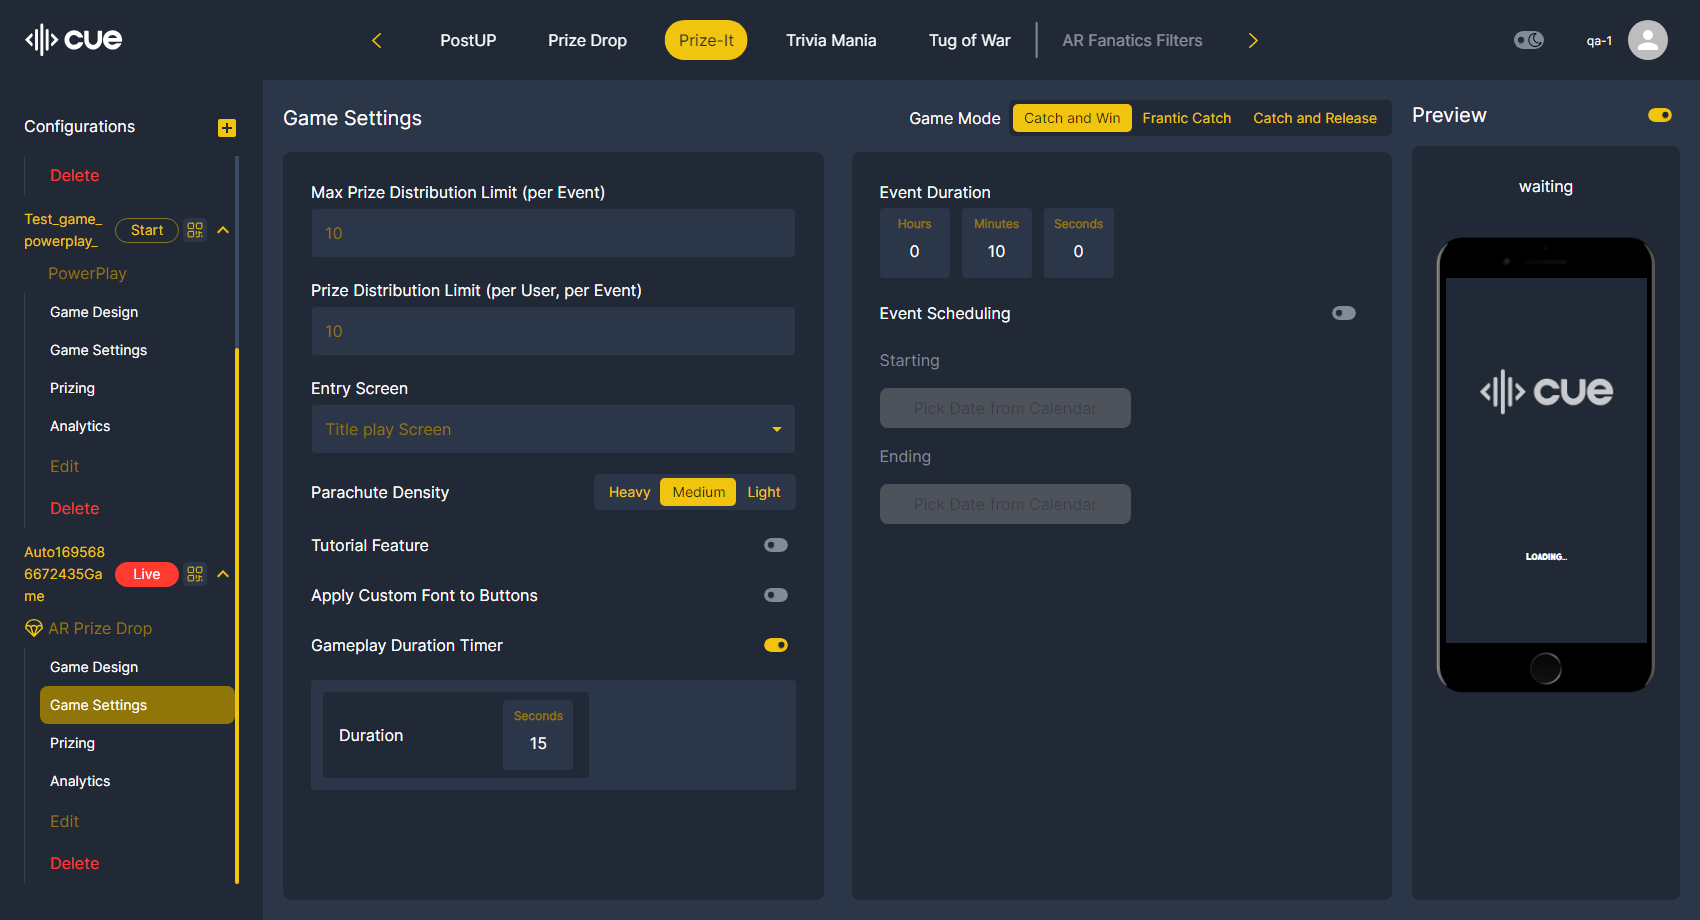 cue
PostUP
Prize Drop
Prize-It
Trivia Mania
Tug of War
AR Fanatics Filters
qa-1
Configurations
Delete
Test_game_
powerplay_
Start
PowerPlay
Game Design
Game Settings
Prizing
Analytics
Edit
Delete
Auto169568
6672435Ga
me
Live
AR Prize Drop
Game Design
Game Settings
Prizing
Analytics
Edit
Delete
Game Settings
Game Mode
Catch and Win
Frantic Catch
Catch and Release
Max Prize Distribution Limit (per Event)
10
Prize Distribution Limit (per User, per Event)
10
Entry Screen
Title play Screen
Parachute Density
Heavy
Medium
Light
Tutorial Feature
Apply Custom Font to Buttons
Gameplay Duration Timer
Duration
Seconds
15
Event Duration
Hours
0
Minutes
10
Seconds
0
Event Scheduling
Starting
Pick Date from Calendar
Ending
Pick Date from Calendar
Preview
waiting
cue
LOADING...